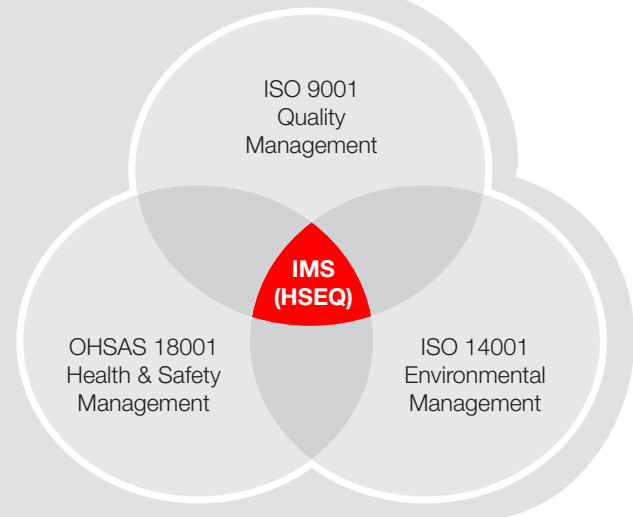 ISO 9001
Quality
Management
IMS
(HSEQ)
OHSAS 18001
Health & Safety
Management
ISO 14001
Environmental
Management